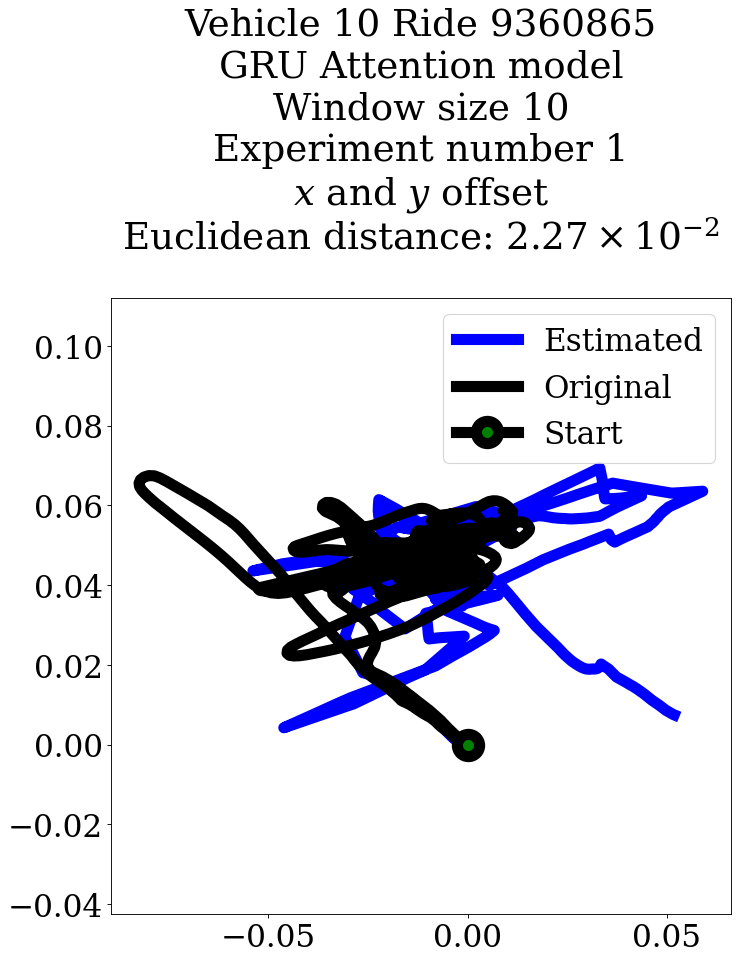 Vehicle 10 Ride 9360865
GRU Attention model
Window size 10
Experiment number 1
x and y offset
Euclidean distance: 2.27 × 10⁻²
Estimated
Original
Start
0.10
0.08
0.06
0.04
0.02
0.00
−0.02
−0.04
−0.05 0.00 0.05